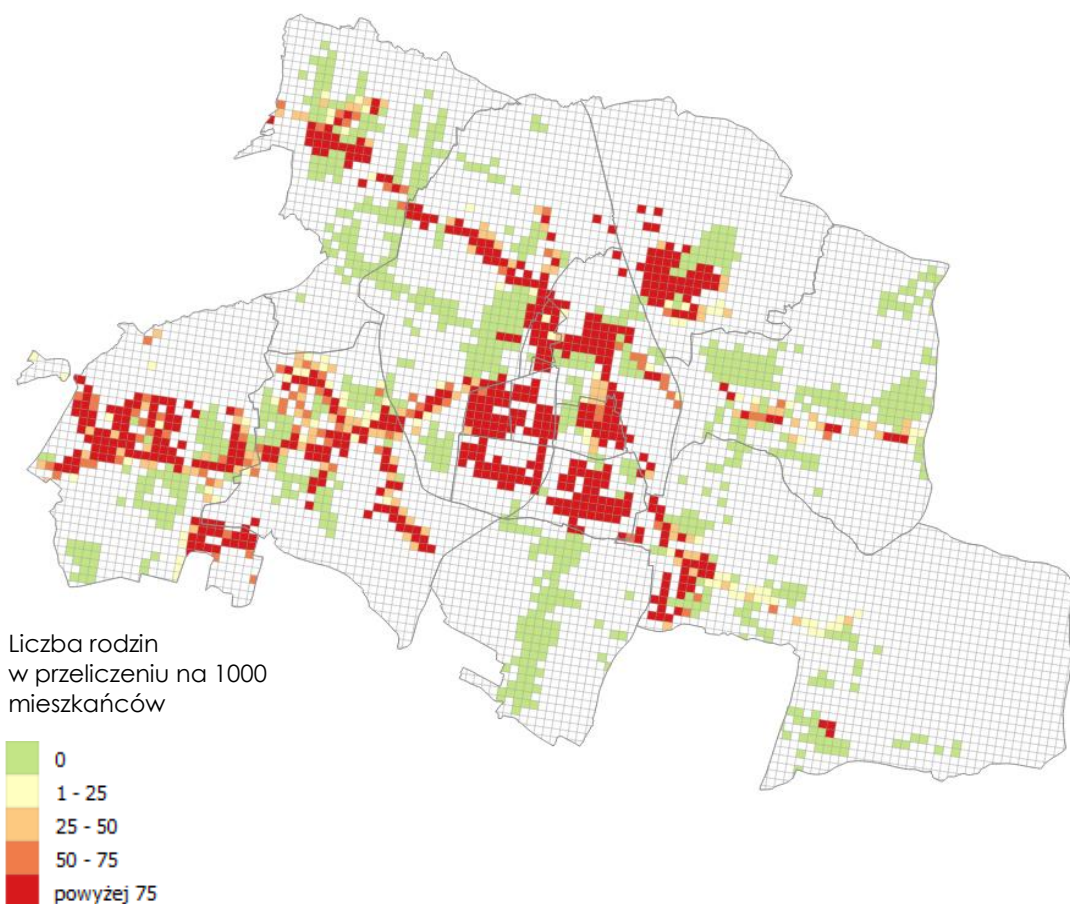 Liczba rodzin
w przeliczeniu na 1000
mieszkańców
0
1 - 25
25 - 50
50 - 75
powyżej 75